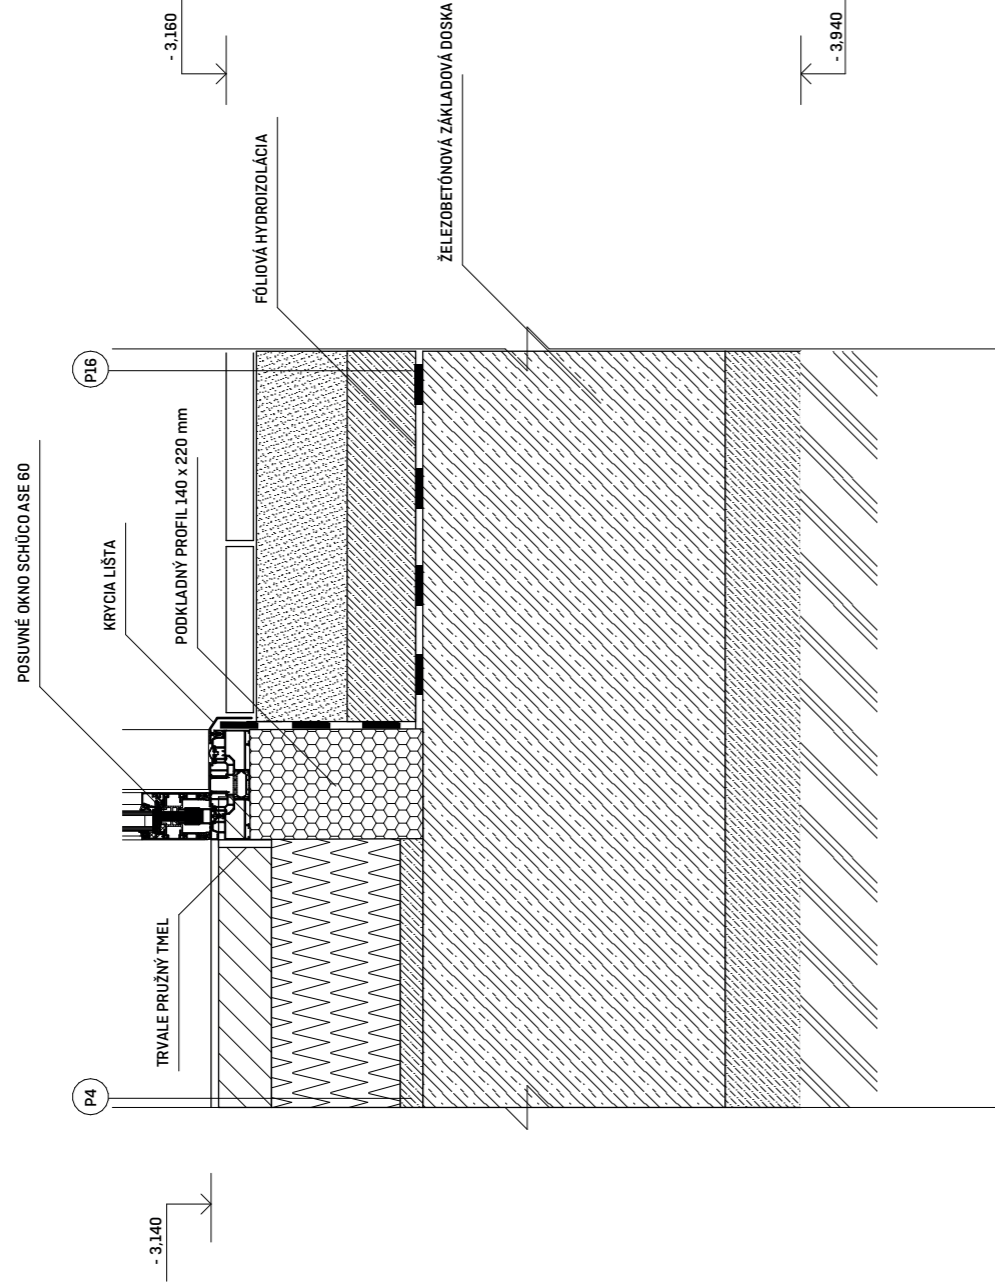 - 3,160
- 3,940
ŽELEZOBETÓNOVÁ ZÁKLADOVÁ DOSKA
FÓLIOVÁ HYDROIZOLÁCIA
P16
PODKLADNÝ PROFIL 140 x 220 mm
KRYCIA LIŠTA
POSUVNÉ OKNO SCHÜCO ASE 60
TRVALE PRUŽNÝ TMEL
P4
- 3,140